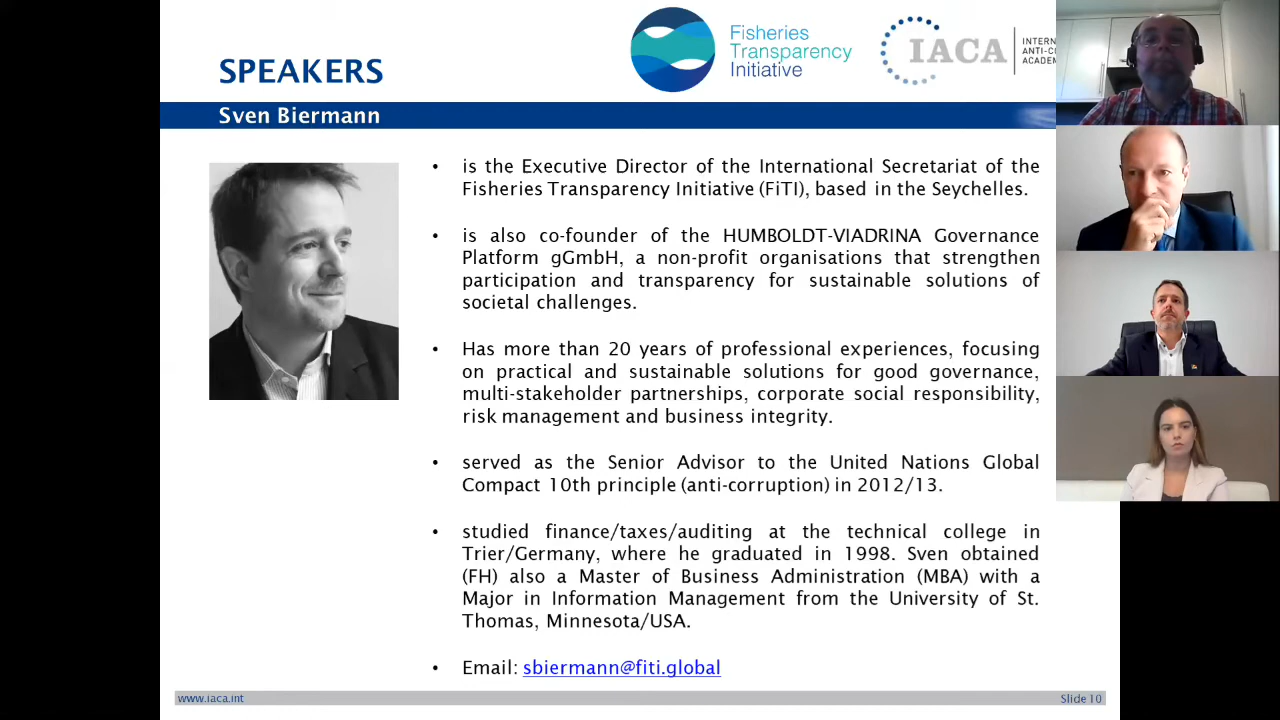 Fisheries
Transparency
Initiative
IACA
INTERN
ANTI-CO
ACADEM
SPEAKERS
Sven Biermann
• is the Executive Director of the International Secretariat of the
Fisheries Transparency Initiative (FiTI), based in the Seychelles.
• is also co-founder of the HUMBOLDT-VIADRINA Governance
Platform gGmbH, a non-profit organisations that strengthen
participation and transparency for sustainable solutions of
societal challenges.
• Has more than 20 years of professional experiences, focusing
on practical and sustainable solutions for good governance,
multi-stakeholder partnerships, corporate social responsibility,
risk management and business integrity.
• served as the Senior Advisor to the United Nations Global
Compact 10th principle (anti-corruption) in 2012/13.
• studied finance/taxes/auditing at the technical college in
Trier/Germany, where he graduated in 1998. Sven obtained
(FH) also a Master of Business Administration (MBA) with a
Major in Information Management from the University of St.
Thomas, Minnesota/USA.
• Email: sbiermann@fiti.global
www.iaca.int
Slide 10